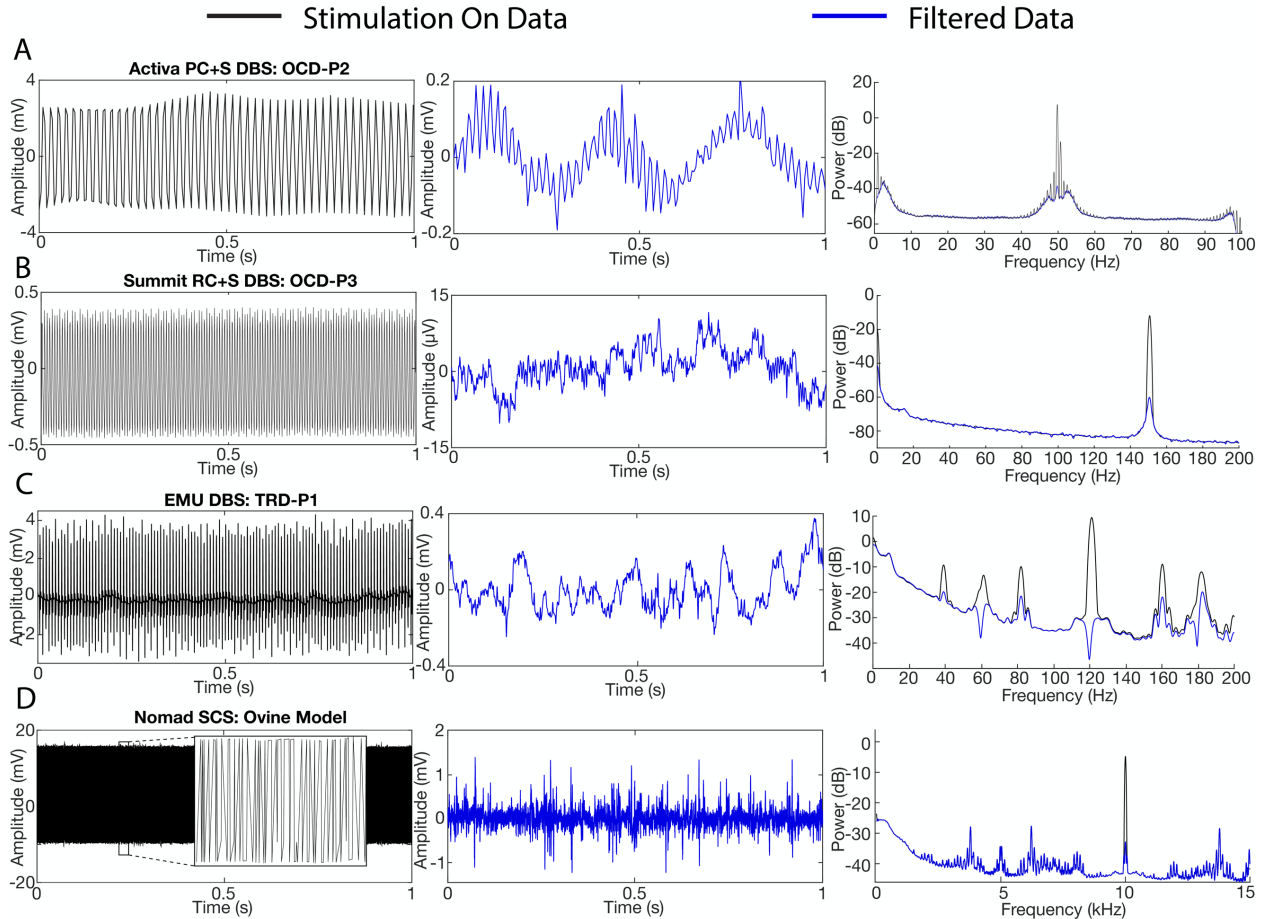 Stimulation On Data
Filtered Data
A
Activa PC+S DBS: OCD-P2
Amplitude (mV)
4
0
-4
0
0.5
1
Time (s)
Amplitude (mV)
0.2
0
-0.2
0
0.5
1
Time (s)
Power (dB)
20
0
-20
-40
-60
0 10 20 30 40 50 60 70 80 90 100
Frequency (Hz)
B
Summit RC+S DBS: OCD-P3
Amplitude (mV)
0.5
0
-0.5
0
0.5
1
Time (s)
Amplitude (µV)
15
0
-15
0.5
1
Time (s)
Power (dB)
0
-20
-40
-60
-80
0 20 40 60 80 100 120 140 160 180 200
Frequency (Hz)
C
EMU DBS: TRD-P1
Amplitude (mV)
4
2
0
-2
0
0.5
1
Time (s)
Amplitude (mV)
0.4
0
-0.4
0.5
1
Time (s)
Power (dB)
10
0
-10
-20
-30
-40
0 20 40 60 80 100 120 140 160 180 200
Frequency (Hz)
D
Nomad SCS: Ovine Model
Amplitude (mV)
20
10
0
-10
-20
0
0.5
1
Time (s)
Amplitude (mV)
2
1
0
-1
0
0.5
1
Time (s)
Power (dB)
0
-10
-20
-30
-40
0 5 10 15
Frequency (kHz)